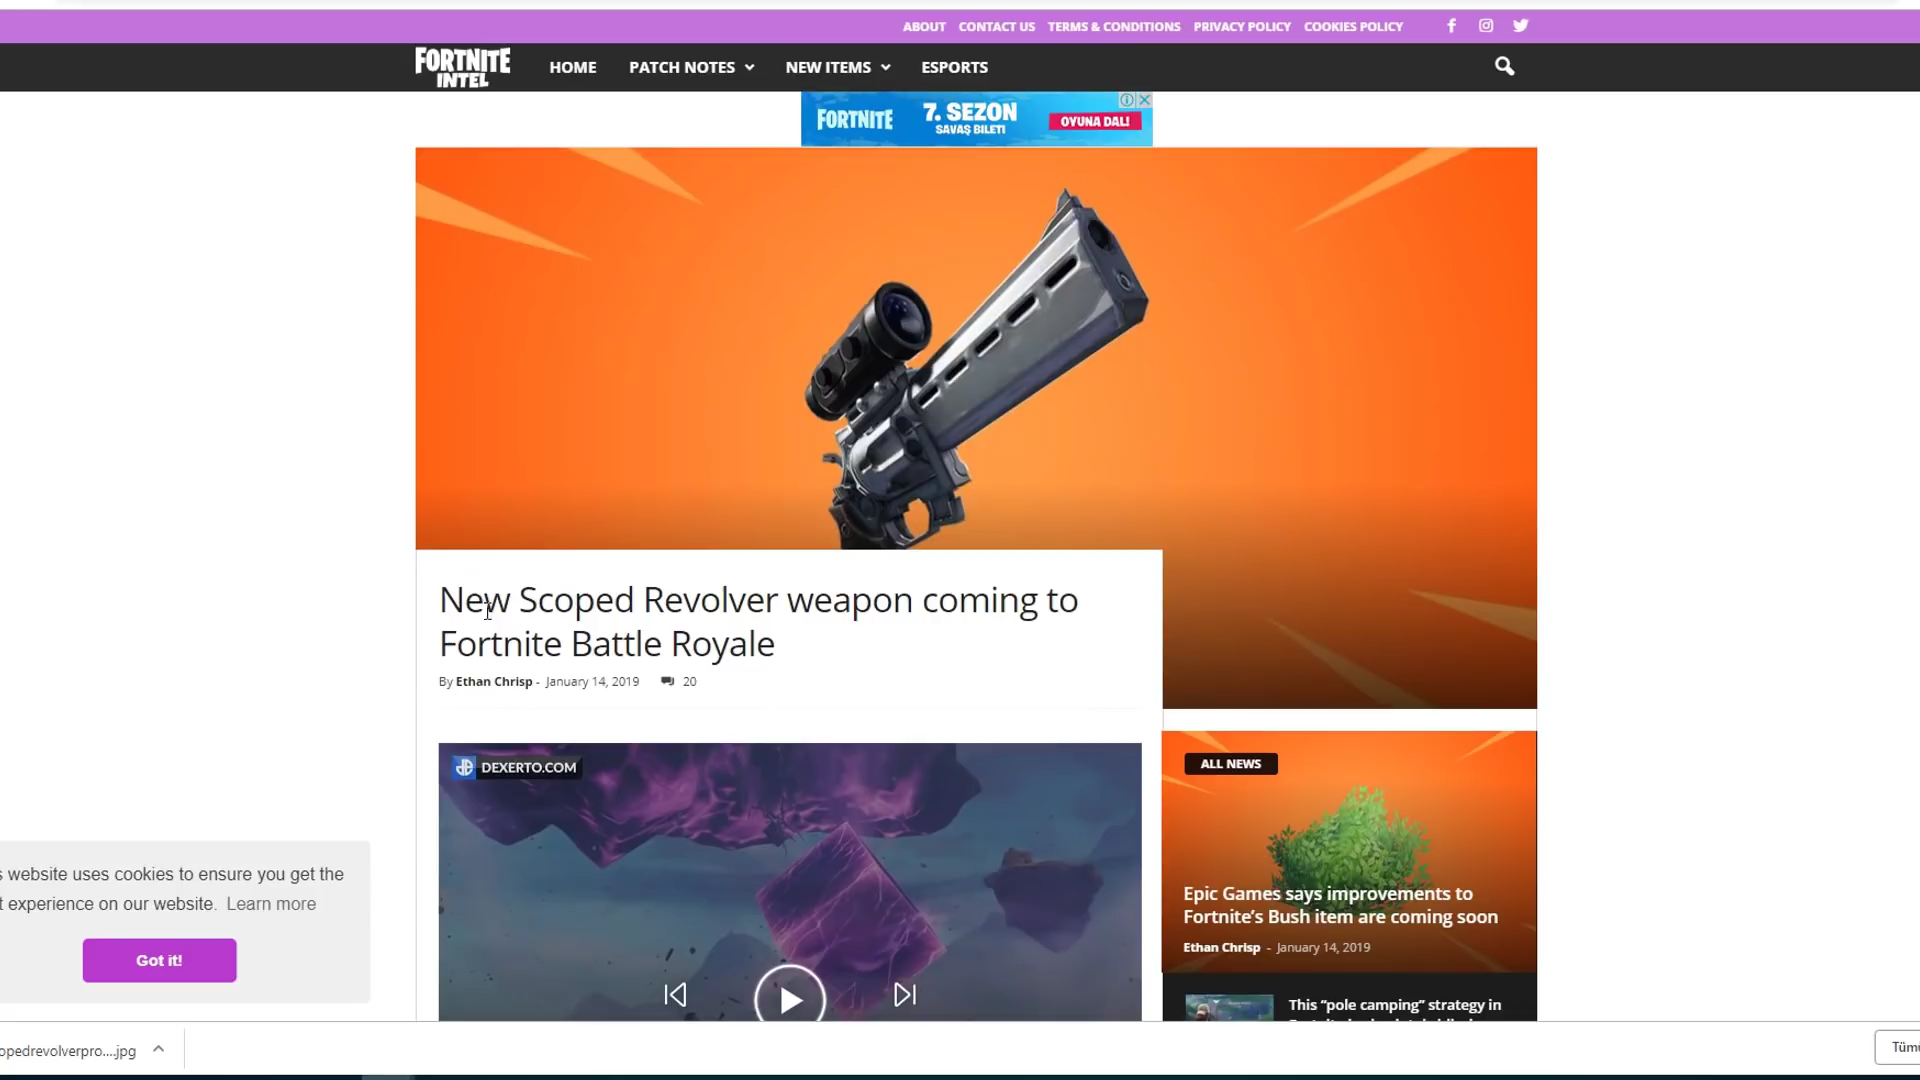 ABOUT CONTACT US TERMS & CONDITIONS PRIVACY POLICY COOKIES POLICY
FORTNITE INTEL HOME PATCH NOTES NEW ITEMS ESPORTS
FORTNITE 7. SEZON SAVAŞ BILETI OYUNA DAL!
New Scoped Revolver weapon coming to
Fortnite Battle Royale
By Ethan Chrisp - January 14, 2019 20
DEXERTO.COM
ALL NEWS
Epic Games says improvements to
Fortnite's Bush item are coming soon
Ethan Chrisp - January 14, 2019
This “pole camping” strategy in
s website uses cookies to ensure you get the
t experience on our website. Learn more
Got it!
opedrevolverpro....jpg
Tümü